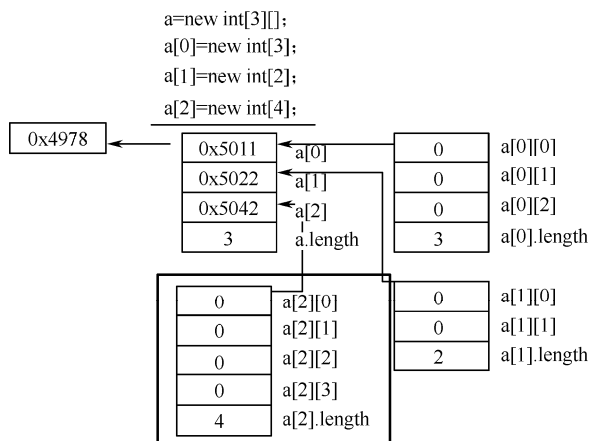 a=new int[3][];
a[0]=new int[3];
a[1]=new int[2];
a[2]=new int[4];
0x4978
0x5011 a[0]
0x5022 a[1]
0x5042 a[2]
3 a.length
0 a[0][0]
0 a[0][1]
0 a[0][2]
3 a[0].length
0 a[2][0]
0 a[2][1]
0 a[2][2]
0 a[2][3]
4 a[2].length
0 a[1][0]
0 a[1][1]
2 a[1].length